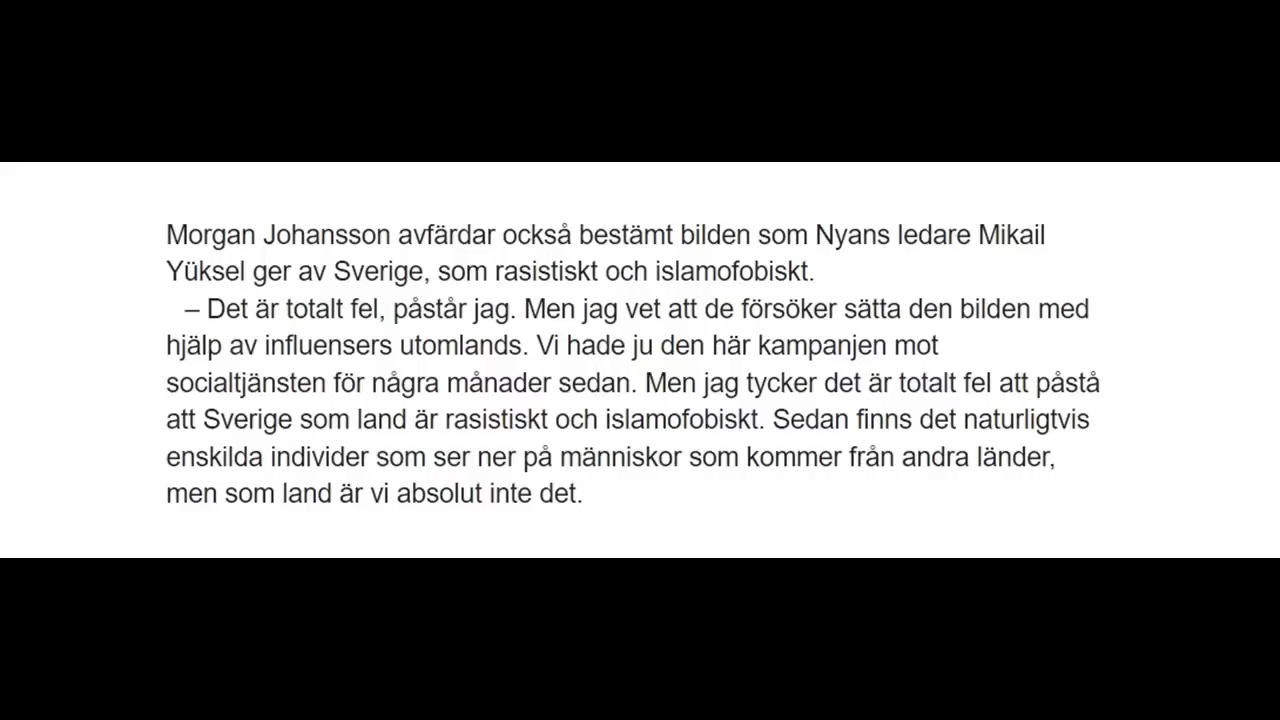 Morgan Johansson avfärdar också bestämt bilden som Nyans ledare Mikail
Yüksel ger av Sverige, som rasistiskt och islamofobiskt.
– Det är totalt fel, påstår jag. Men jag vet att de försöker sätta den bilden med
hjälp av influensers utomlands. Vi hade ju den här kampanjen mot
socialtjänsten för några månader sedan. Men jag tycker det är totalt fel att påstå
att Sverige som land är rasistiskt och islamofobiskt. Sedan finns det naturligtvis
enskilda individer som ser ner på människor som kommer från andra länder,
men som land är vi absolut inte det.